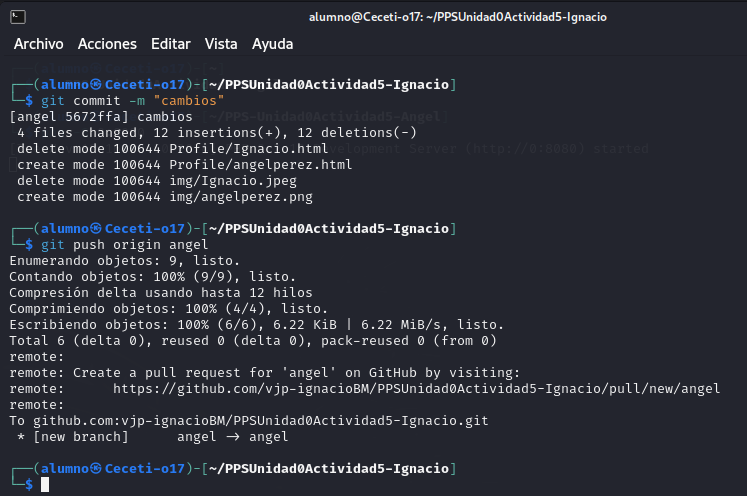 alumno@Ceceti-o17: ~/PPSUnidad0Actividad5-Ignacio
Archivo Acciones Editar Vista Ayuda
┌──(alumno㉿Ceceti-o17)-[~/PPSUnidad0Actividad5-Ignacio]
└─$ git commit -m "cambios"
[angel 5672ffa] cambios
 4 files changed, 12 insertions(+), 12 deletions(-)
 delete mode 100644 Profile/Ignacio.html
 create mode 100644 Profile/angelperez.html
 delete mode 100644 img/Ignacio.jpeg
 create mode 100644 img/angelperez.png
┌──(alumno㉿Ceceti-o17)-[~/PPSUnidad0Actividad5-Ignacio]
└─$ git push origin angel
Enumerando objetos: 9, listo.
Contando objetos: 100% (9/9), listo.
Compresión delta usando hasta 12 hilos
Comprimiendo objetos: 100% (4/4), listo.
Escribiendo objetos: 100% (6/6), 6.22 KiB | 6.22 MiB/s, listo.
Total 6 (delta 0), reused 0 (delta 0), pack-reused 0 (from 0)
remote:
remote: Create a pull request for 'angel' on GitHub by visiting:
remote:      https://github.com/vjp-ignacioBM/PPSUnidad0Actividad5-Ignacio/pull/new/angel
remote:
To github.com:vjp-ignacioBM/PPSUnidad0Actividad5-Ignacio.git
 * [new branch]      angel -> angel
┌──(alumno㉿Ceceti-o17)-[~/PPSUnidad0Actividad5-Ignacio]
└─$